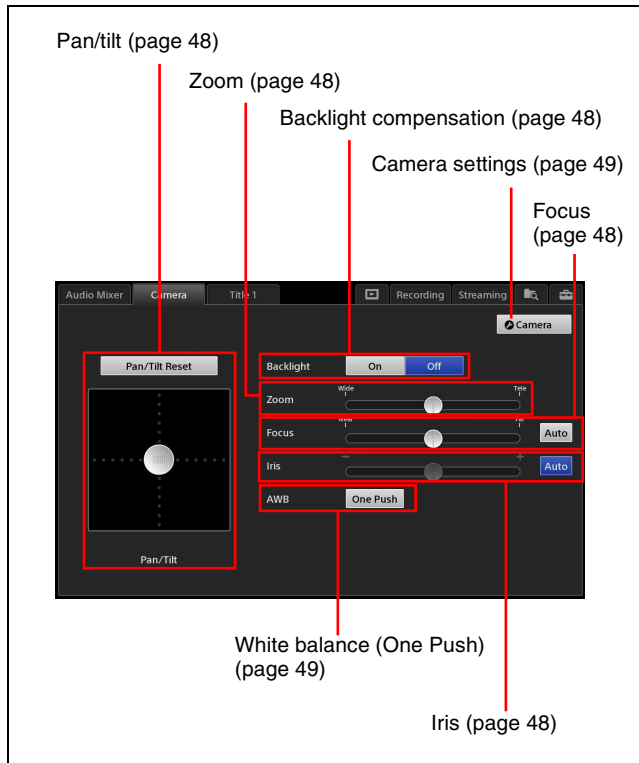 Pan/tilt (page 48)
Zoom (page 48)
Backlight compensation (page 48)
Camera settings (page 49)
Focus
(page 48)
Audio Mixer Camera Title 1 Recording Streaming
Camera
Pan/Tilt Reset
Backlight On Off
Wide Tele
Zoom
Near Far
Focus Auto
− +
Iris Auto
AWB One Push
Pan/Tilt
White balance (One Push)
(page 49)
Iris (page 48)